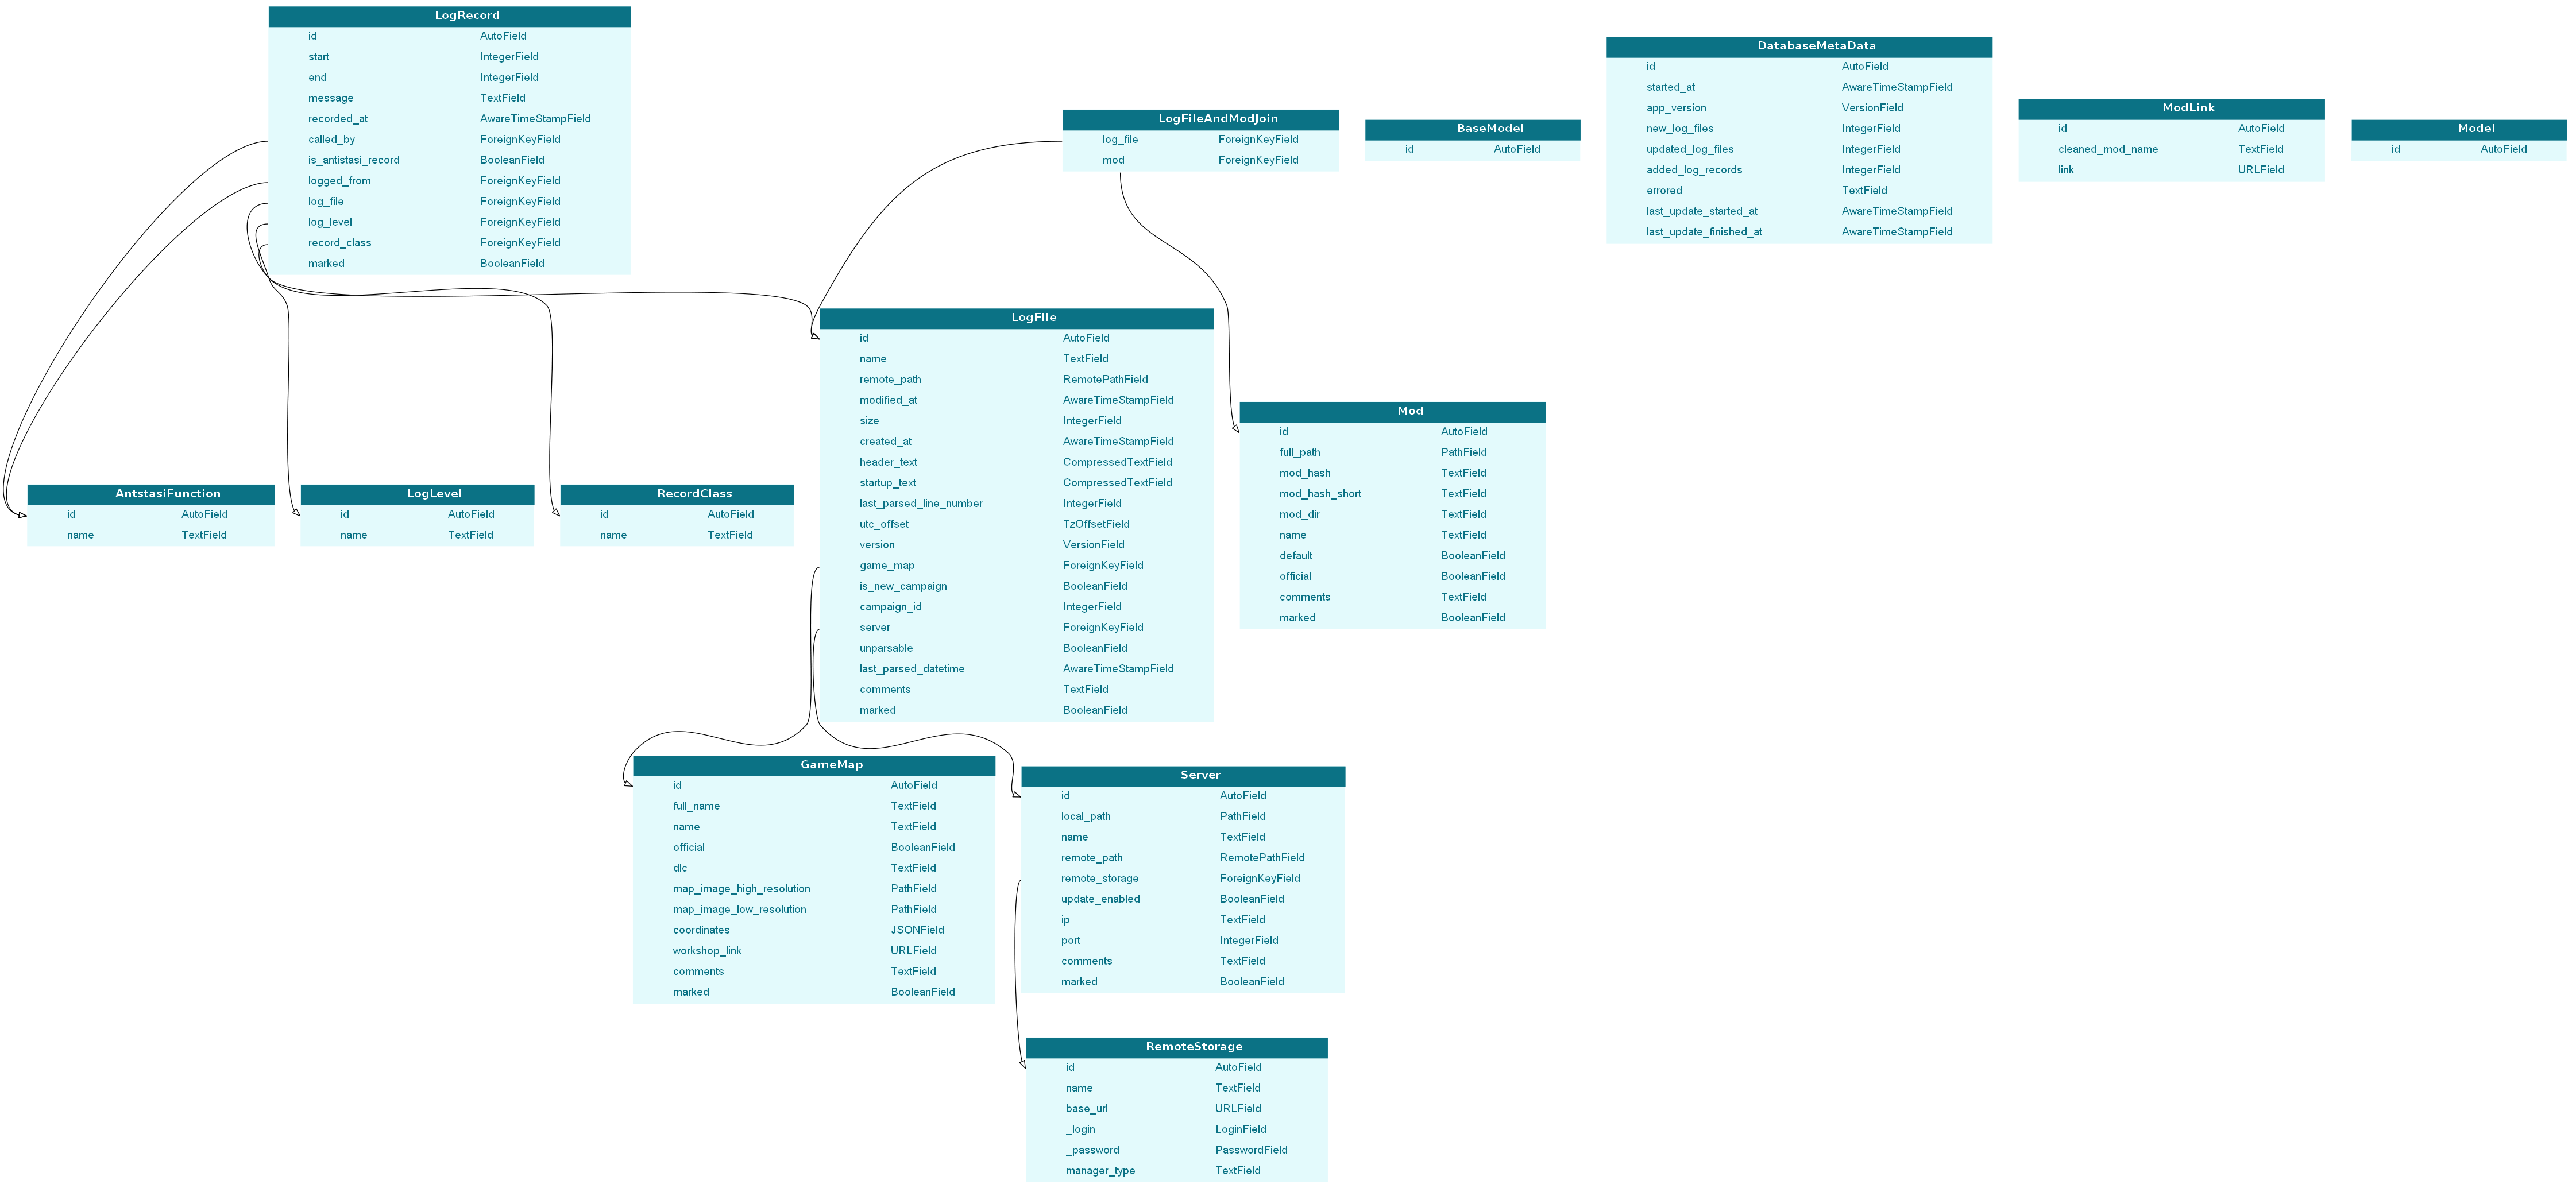 LogRecord
id AutoField
start IntegerField
end IntegerField
message TextField
recorded_at AwareTimeStampField
called_by ForeignKeyField
is_antistasi_record BooleanField
logged_from ForeignKeyField
log_file ForeignKeyField
log_level ForeignKeyField
record_class ForeignKeyField
marked BooleanField
LogFileAndModJoin
log_file ForeignKeyField
mod ForeignKeyField
BaseModel
id AutoField
DatabaseMetaData
id AutoField
started_at AwareTimeStampField
app_version VersionField
new_log_files IntegerField
updated_log_files IntegerField
added_log_records IntegerField
errored TextField
last_update_started_at AwareTimeStampField
last_update_finished_at AwareTimeStampField
ModLink
id AutoField
cleaned_mod_name TextField
link URLField
Model
id AutoField
LogFile
id AutoField
name TextField
remote_path RemotePathField
modified_at AwareTimeStampField
size IntegerField
created_at AwareTimeStampField
header_text CompressedTextField
startup_text CompressedTextField
last_parsed_line_number IntegerField
utc_offset TzOffsetField
version VersionField
game_map ForeignKeyField
is_new_campaign BooleanField
campaign_id IntegerField
server ForeignKeyField
unparsable BooleanField
last_parsed_datetime AwareTimeStampField
comments TextField
marked BooleanField
Mod
id AutoField
full_path PathField
mod_hash TextField
mod_hash_short TextField
mod_dir TextField
name TextField
default BooleanField
official BooleanField
comments TextField
marked BooleanField
AntstasiFunction
id AutoField
name TextField
LogLevel
id AutoField
name TextField
RecordClass
id AutoField
name TextField
GameMap
id AutoField
full_name TextField
name TextField
official BooleanField
dlc TextField
map_image_high_resolution PathField
map_image_low_resolution PathField
coordinates JSONField
workshop_link URLField
comments TextField
marked BooleanField
Server
id AutoField
local_path PathField
name TextField
remote_path RemotePathField
remote_storage ForeignKeyField
update_enabled BooleanField
ip TextField
port IntegerField
comments TextField
marked BooleanField
RemoteStorage
id AutoField
name TextField
base_url URLField
_login LoginField
_password PasswordField
manager_type TextField